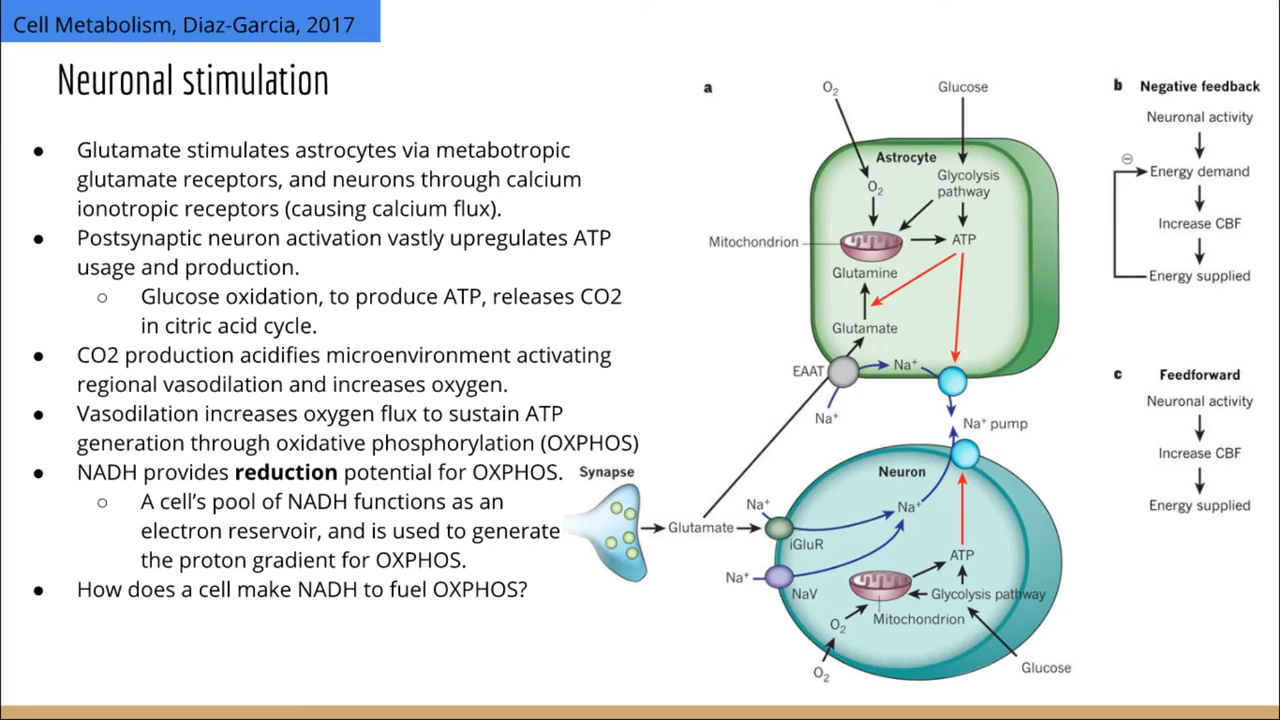 Cell Metabolism, Diaz-Garcia, 2017
Neuronal stimulation
● Glutamate stimulates astrocytes via metabotropic
glutamate receptors, and neurons through calcium
ionotropic receptors (causing calcium flux).
● Postsynaptic neuron activation vastly upregulates ATP
usage and production.
○ Glucose oxidation, to produce ATP, releases CO2
in citric acid cycle.
● CO2 production acidifies microenvironment activating
regional vasodilation and increases oxygen.
● Vasodilation increases oxygen flux to sustain ATP
generation through oxidative phosphorylation (OXPHOS)
● NADH provides reduction potential for OXPHOS.
○ A cell's pool of NADH functions as an
electron reservoir, and is used to generate
the proton gradient for OXPHOS.
● How does a cell make NADH to fuel OXPHOS?
a
O₂
Glucose
Astrocyte
O₂
Glycolysis
pathway
Mitochondrion
ATP
Glutamine
Glutamate
EAAT
Na⁺
Na⁺
Na⁺ pump
Synapse
Neuron
Glutamate
Na⁺
Na⁺
iGluR
Na⁺
NaV
ATP
Glycolysis pathway
Mitochondrion
O₂
O₂
Glucose
b Negative feedback
Neuronal activity
⊖
Energy demand
Increase CBF
Energy supplied
c Feedforward
Neuronal activity
Increase CBF
Energy supplied